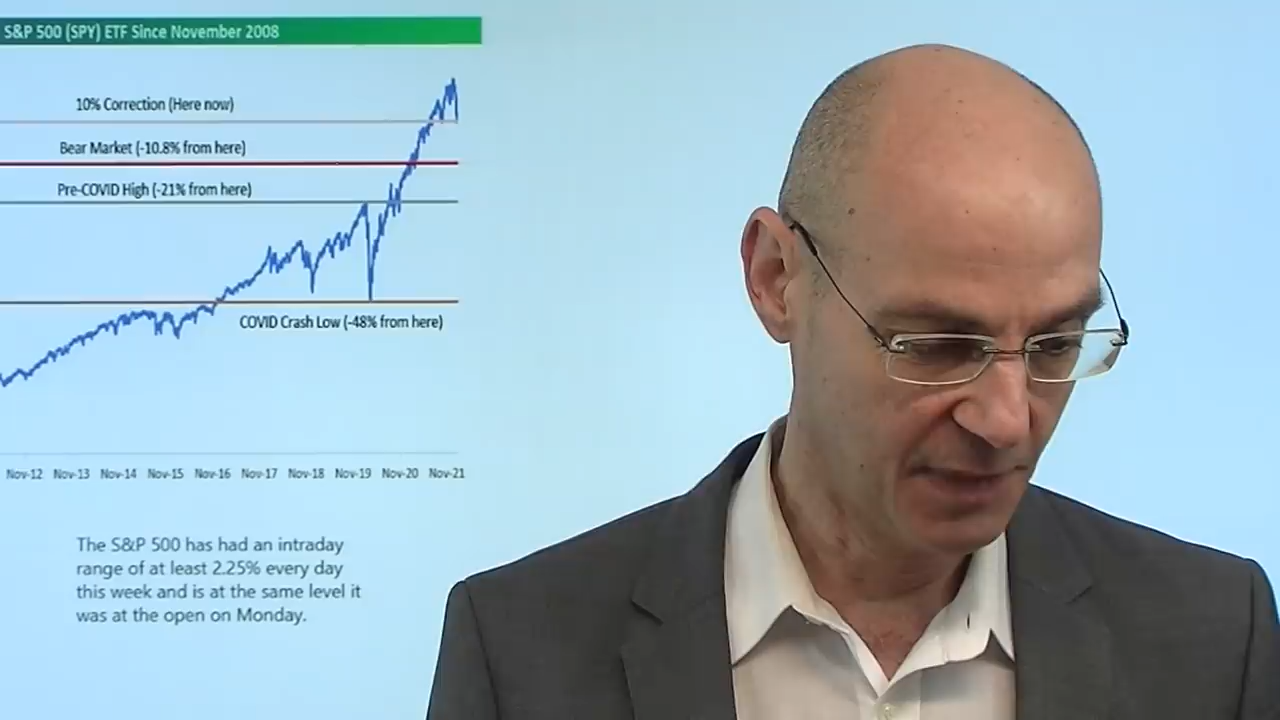 S&P 500 (SPY) ETF Since November 2008
10% Correction (Here now)
Bear Market (-10.8% from here)
Pre-COVID High (-21% from here)
COVID Crash Low (-48% from here)
Nov-12 Nov-13 Nov-14 Nov-15 Nov-16 Nov-17 Nov-18 Nov-19 Nov-20 Nov-21
The S&P 500 has had an intraday
range of at least 2.25% every day
this week and is at the same level it
was at the open on Monday.